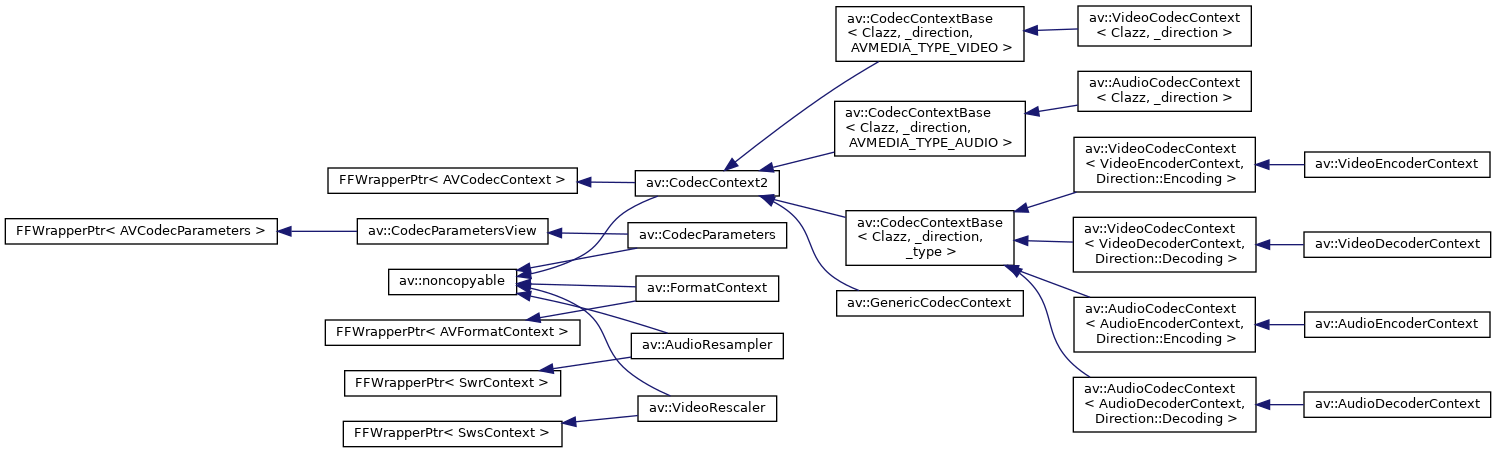 av::CodecContextBase
< Clazz, _direction,
AVMEDIA_TYPE_VIDEO >
av::VideoCodecContext
< Clazz, _direction >
av::AudioCodecContext
< Clazz, _direction >
av::CodecContextBase
< Clazz, _direction,
AVMEDIA_TYPE_AUDIO >
av::VideoCodecContext
< VideoEncoderContext,
Direction::Encoding >
av::VideoEncoderContext
FFWrapperPtr< AVCodecContext >
av::CodecContext2
FFWrapperPtr< AVCodecParameters >
av::CodecParametersView
av::CodecParameters
av::CodecContextBase
< Clazz, _direction,
_type >
av::VideoCodecContext
< VideoDecoderContext,
Direction::Decoding >
av::VideoDecoderContext
av::noncopyable
av::FormatContext
av::GenericCodecContext
FFWrapperPtr< AVFormatContext >
av::AudioResampler
av::AudioCodecContext
< AudioEncoderContext,
Direction::Encoding >
av::AudioEncoderContext
FFWrapperPtr< SwrContext >
av::VideoRescaler
FFWrapperPtr< SwsContext >
av::AudioCodecContext
< AudioDecoderContext,
Direction::Decoding >
av::AudioDecoderContext